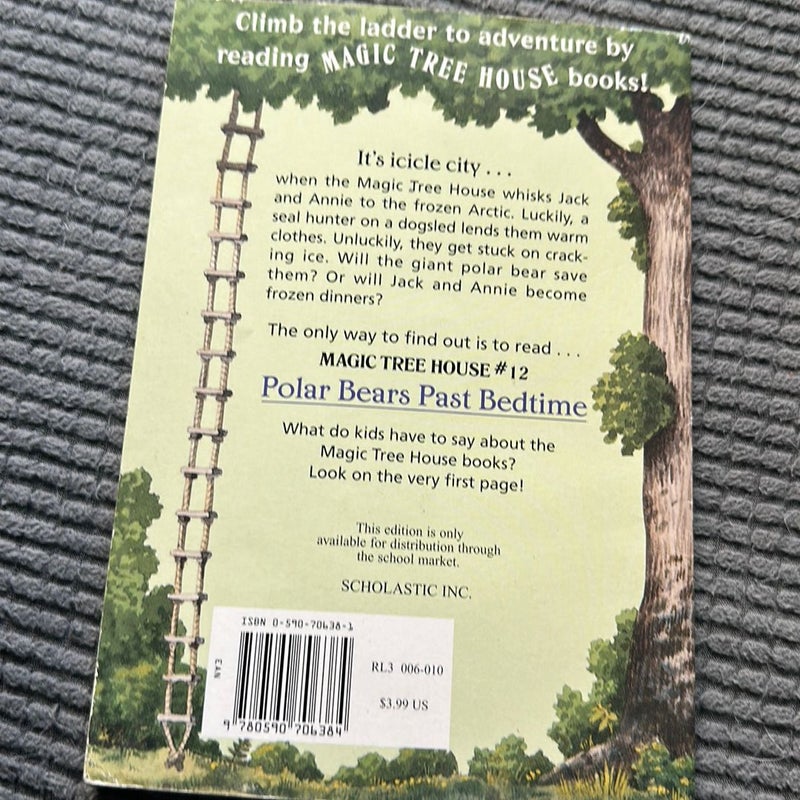 Climb the ladder to adventure by
reading MAGIC TREE HOUSE books!
It's icicle city . . .
when the Magic Tree House whisks Jack
and Annie to the frozen Arctic. Luckily, a
seal hunter on a dogsled lends them warm
clothes. Unluckily, they get stuck on crack-
ing ice. Will the giant polar bear save
them? Or will Jack and Annie become
frozen dinners?
The only way to find out is to read . . .
MAGIC TREE HOUSE #12
Polar Bears Past Bedtime
What do kids have to say about the
Magic Tree House books?
Look on the very first page!
This edition is only
available for distribution through
the school market.
SCHOLASTIC INC.
ISBN 0-590-70638-1
EAN
RL3 006-010
$3.99 US
9 780590 706384